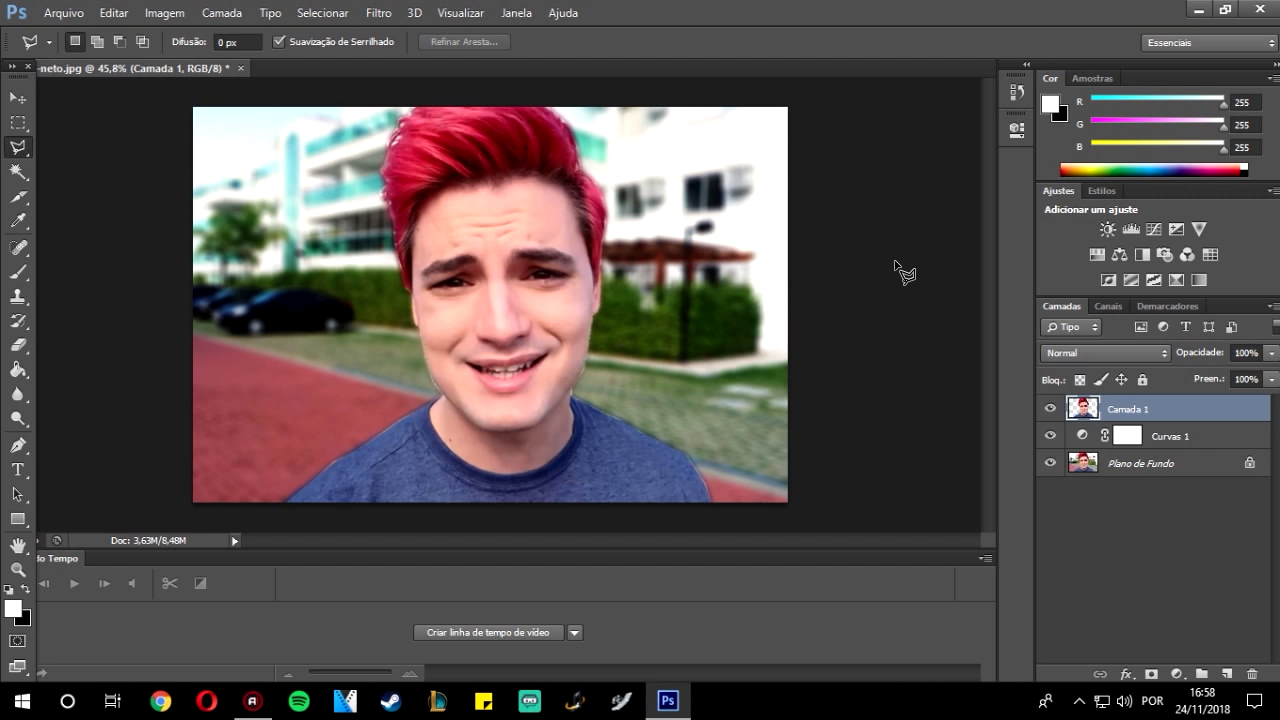 Ps Arquivo Editar Imagem Camada Tipo Selecionar Filtro 3D Visualizar Janela Ajuda
Difusão: 0 px Suavização de Serrilhado Refinar Aresta... Essenciais
-neto.jpg @ 45,8% (Camada 1, RGB/8) *
Cor Amostras
R 255
G 255
B 255
Ajustes Estilos
Adicionar um ajuste
Camadas Canais Demarcadores
Tipo
Normal Opacidade: 100%
Bloq.: Preen.: 100%
Camada 1
Curvas 1
Plano de Fundo
Doc: 3,63M/8,48M
do Tempo
Criar linha de tempo de vídeo
Ps POR 16:58
24/11/2018